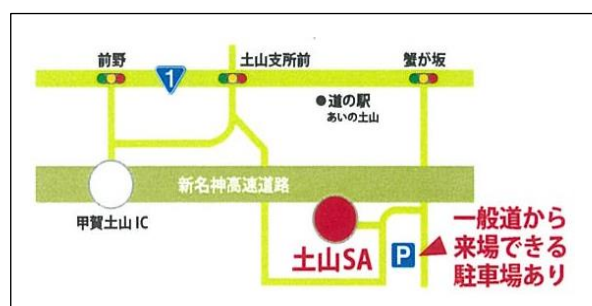 前野
土山支所前
蟹が坂
1
●道の駅
あいの土山
新名神高速道路
甲賀土山IC
土山SA
P
一般道から
来場できる
駐車場あり